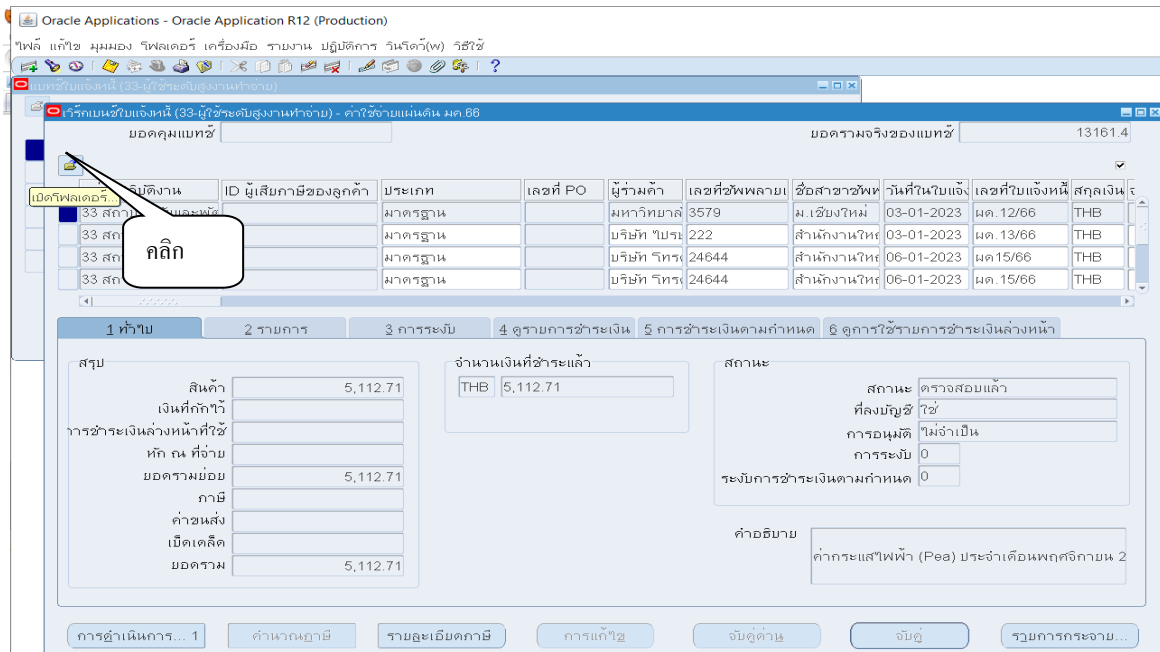 Oracle Applications - Oracle Application R12 (Production)
ไฟล์ แก้ไข มุมมอง โฟลเดอร์ เครื่องมือ รายงาน ปฏิบัติการ วินโดว์(w) วิธีใช้
แบทช์ใบแจ้งหนี้ (33-ผู้ใช้ระดับสูงงานทำจ่าย)
เวิร์กเบนช์ใบแจ้งหนี้ (33-ผู้ใช้ระดับสูงงานทำจ่าย) - ค่าใช้จ่ายแผ่นดิน มค.66
ยอดคุมแบทช์ ยอดรวมจริงของแบทช์ 13161.4
เปิดโฟลเดอร์...
บัติงาน ID ผู้เสียภาษีของลูกค้า ประเภท เลขที่ PO ผู้ร่วมค้า เลขที่ซัพพลายเ ชื่อสาขาซัพพ วันที่ในใบแจ้ง เลขที่ใบแจ้งหนี้ สกุลเงิน
33 มาตรฐาน มหาวิทยาลั 3579 ม.เชียงใหม่ 03-01-2023 ผด.12/66 THB
33 สถ มาตรฐาน บริษัท ไปรษ 222 สำนักงานใหญ่ 03-01-2023 ผด.13/66 THB
33 สถ มาตรฐาน บริษัท โทร 24644 สำนักงานใหญ่ 06-01-2023 ผด15/66 THB
33 สถ มาตรฐาน บริษัท โทร 24644 สำนักงานใหญ่ 06-01-2023 ผด.15/66 THB
คลิก
1 ทั่วไป 2 รายการ 3 การระงับ 4 ดูรายการชำระเงิน 5 การชำระเงินตามกำหนด 6 ดูการใช้รายการชำระเงินล่วงหน้า
สรุป จำนวนเงินที่ชำระแล้ว สถานะ
สินค้า 5,112.71 THB 5,112.71 สถานะ ตรวจสอบแล้ว
เงินที่กักไว้ ที่ลงบัญชี ใช่
การชำระเงินล่วงหน้าที่ใช้ การอนุมัติ ไม่จำเป็น
หัก ณ ที่จ่าย การระงับ 0
ยอดรวมย่อย 5,112.71 ระงับการชำระเงินตามกำหนด 0
ภาษี
ค่าขนส่ง
เบ็ดเตล็ด
ยอดรวม 5,112.71
คำอธิบาย ค่ากระแสไฟฟ้า (Pea) ประจำเดือนพฤศจิกายน 2
การดำเนินการ... 1 คำนวณภาษี รายละเอียดภาษี การแก้ไข จับคู่ด่วน จับคู่ รวมการกระจาย...